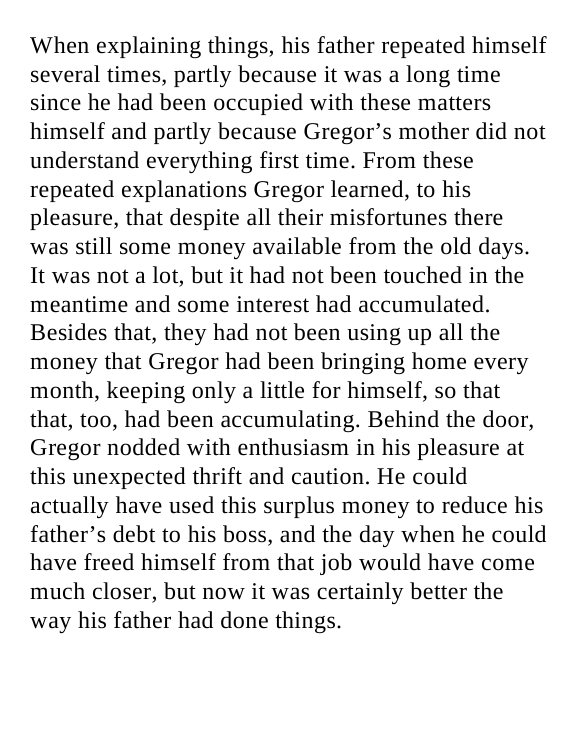 When explaining things, his father repeated himself
several times, partly because it was a long time
since he had been occupied with these matters
himself and partly because Gregor’s mother did not
understand everything first time. From these
repeated explanations Gregor learned, to his
pleasure, that despite all their misfortunes there
was still some money available from the old days.
It was not a lot, but it had not been touched in the
meantime and some interest had accumulated.
Besides that, they had not been using up all the
money that Gregor had been bringing home every
month, keeping only a little for himself, so that
that, too, had been accumulating. Behind the door,
Gregor nodded with enthusiasm in his pleasure at
this unexpected thrift and caution. He could
actually have used this surplus money to reduce his
father’s debt to his boss, and the day when he could
have freed himself from that job would have come
much closer, but now it was certainly better the
way his father had done things.